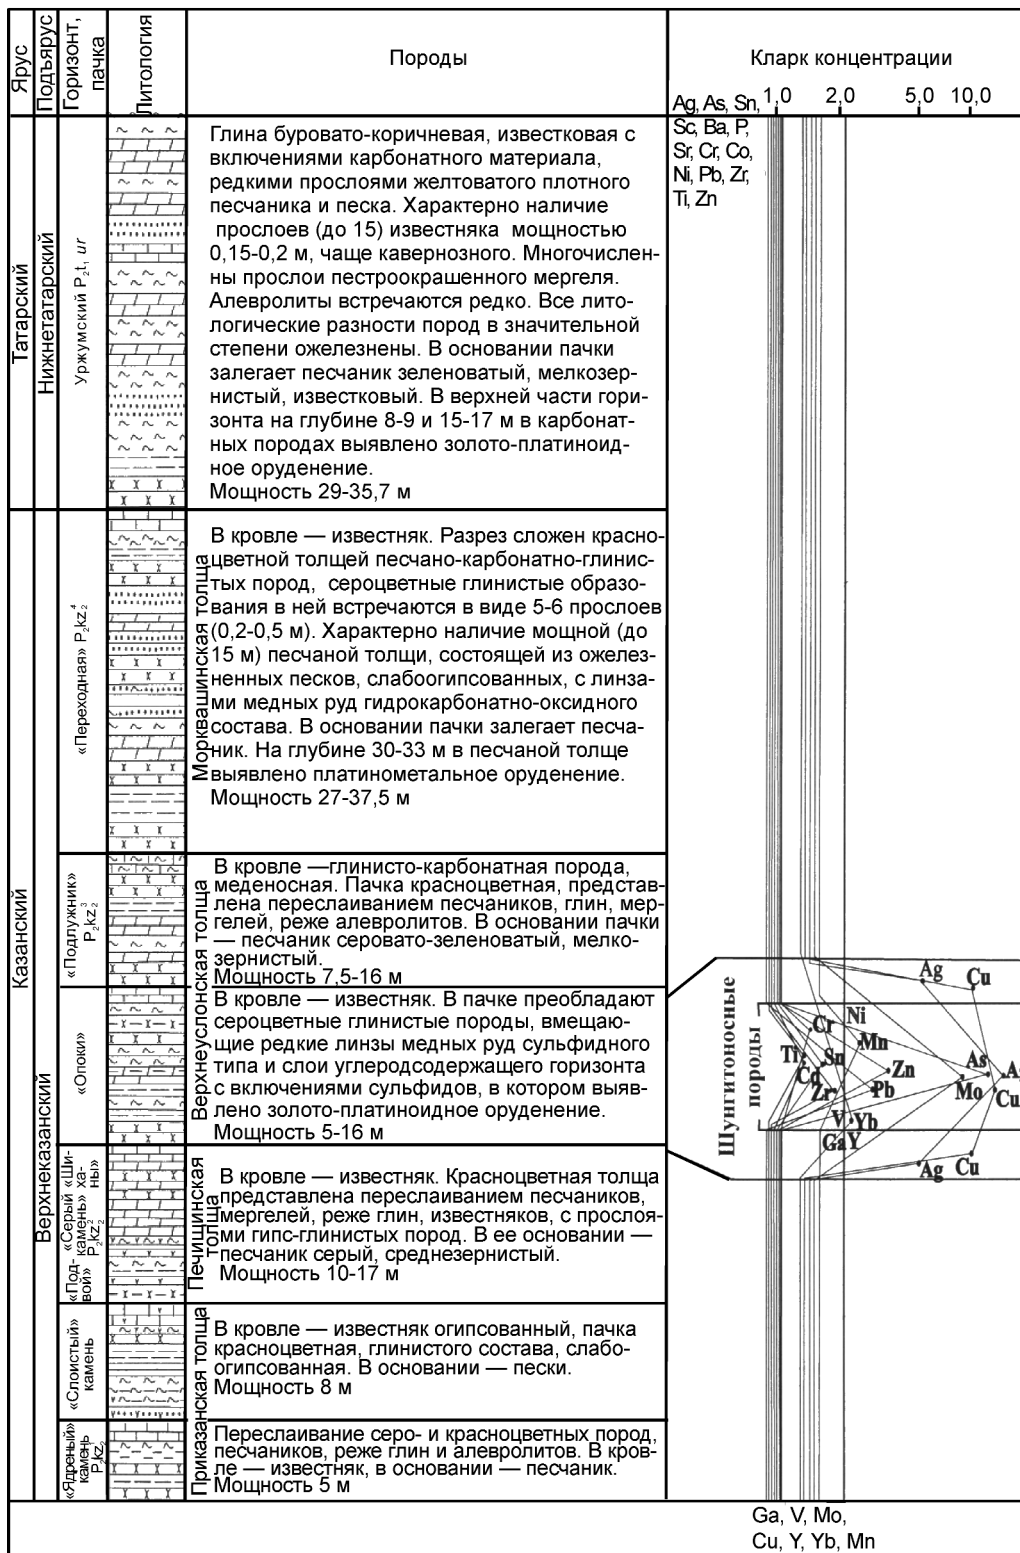 Ярус
Подъярус
Горизонт,
пачка
Литология
Породы
Кларк концентрации
1,0 2,0 5,0 10,0
Ag, As, Sn,
Sc, Ba, P,
Sr, Cr, Co,
Ni, Pb, Zr,
Ti, Zn
Татарский
Нижнетатарский
Уржумский P₂t₁ ur
Глина буровато-коричневая, известковая с
включениями карбонатного материала,
редкими прослоями желтоватого плотного
песчаника и песка. Характерно наличие
прослоев (до 15) известняка мощностью
0,15-0,2 м, чаще кавернозного. Многочислен-
ны прослои пестроокрашенного мергеля.
Алевролиты встречаются редко. Все лито-
логические разности пород в значительной
степени ожелезнены. В основании пачки
залегает песчаник зеленоватый, мелкозер-
нистый, известковый. В верхней части гори-
зонта на глубине 8-9 и 15-17 м в карбонат-
ных породах выявлено золото-платиноид-
ное оруденение.
Мощность 29-35,7 м
Казанский
Верхнеказанский
«Переходная» P₂kz₂⁴
Морквашинская толща
В кровле — известняк. Разрез сложен красно-
цветной толщей песчано-карбонатно-глинис-
тых пород, сероцветные глинистые образо-
вания в ней встречаются в виде 5-6 прослоев
(0,2-0,5 м). Характерно наличие мощной (до
15 м) песчаной толщи, состоящей из ожелез-
ненных песков, слабоогипсованных, с линза-
ми медных руд гидрокарбонатно-оксидного
состава. В основании пачки залегает песча-
ник. На глубине 30-33 м в песчаной толще
выявлено платинометальное оруденение.
Мощность 27-37,5 м
«Подлужник»
P₂kz₂³
Верхнеуслонская толща
В кровле —глинисто-карбонатная порода,
меденосная. Пачка красноцветная, представ-
лена переслаиванием песчаников, глин, мер-
гелей, реже алевролитов. В основании пачки
— песчаник серовато-зеленоватый, мелко-
зернистый.
Мощность 7,5-16 м
«Опоки»
В кровле — известняк. В пачке преобладают
сероцветные глинистые породы, вмещаю-
щие редкие линзы медных руд сульфидного
типа и слои углеродсодержащего горизонта
с включениями сульфидов, в котором выяв-
лено золото-платиноидное оруденение.
Мощность 5-16 м
Шунгитоносные
породы
Ag
Cu
Ni
Cr
Mn
Ti
Sn
Zn
As
Cd
Zr
Pb
Mo
Cu
V
Yb
Ga Y
Ag
Cu
«Под-
вой»
«Серый
камень»
P₂kz₂²
«Ши-
ха-
ны»
Печищинская
толща
В кровле — известняк. Красноцветная толща
представлена переслаиванием песчаников,
мергелей, реже глин, известняков, с просло-
ями гипс-глинистых пород. В ее основании —
песчаник серый, среднезернистый.
Мощность 10-17 м
«Слоистый»
камень
Приказанская толща
В кровле — известняк огипсованный, пачка
красноцветная, глинистого состава, слабо-
огипсованная. В основании — пески.
Мощность 8 м
«Ядреный»
камень
P₂kz₂¹
Переслаивание серо- и красноцветных пород,
песчаников, реже глин и алевролитов. В кров-
ле — известняк, в основании — песчаник.
Мощность 5 м
Ga, V, Mo,
Cu, Y, Yb, Mn